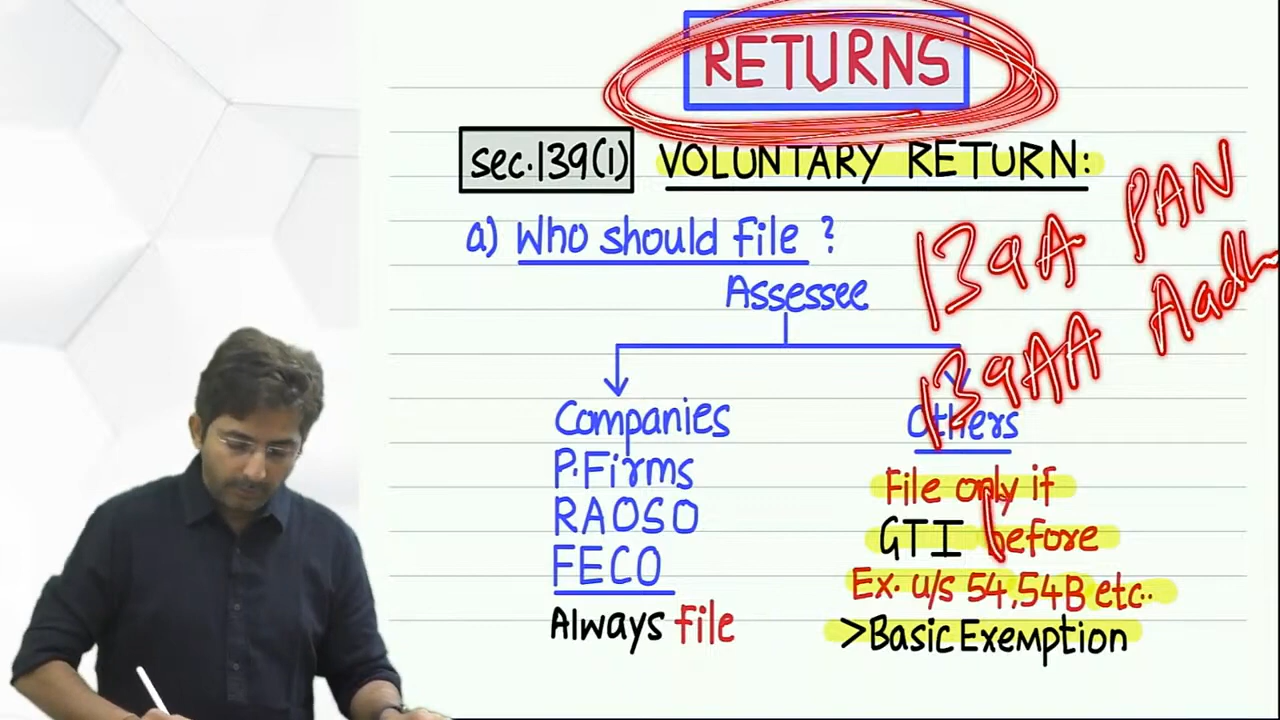 RETURNS
sec.139(1) VOLUNTARY RETURN:
a) Who should file ?
139A PAN
Assessee
139AA Aadh
Companies
P.Firms
RAOSO
FECO
Always file
Others
File only if
GTI before
Ex. u/s 54,54B etc..
>Basic Exemption